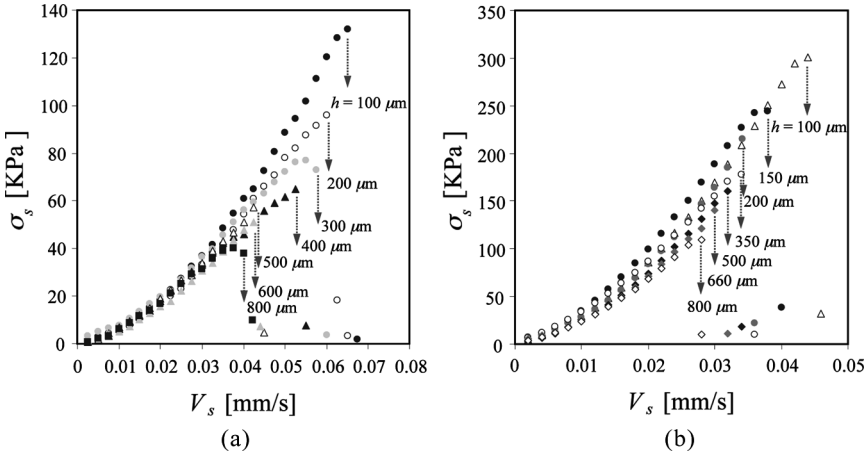 140
120
100
80
60
40
20
0
σs [KPa]
0 0.01 0.02 0.03 0.04 0.05 0.06 0.07 0.08
Vs [mm/s]
h = 100 μm
200 μm
300 μm
400 μm
500 μm
600 μm
800 μm
(a)
350
300
250
200
150
100
50
0
σs [KPa]
0 0.01 0.02 0.03 0.04 0.05
Vs [mm/s]
h = 100 μm
150 μm
200 μm
350 μm
500 μm
660 μm
800 μm
(b)